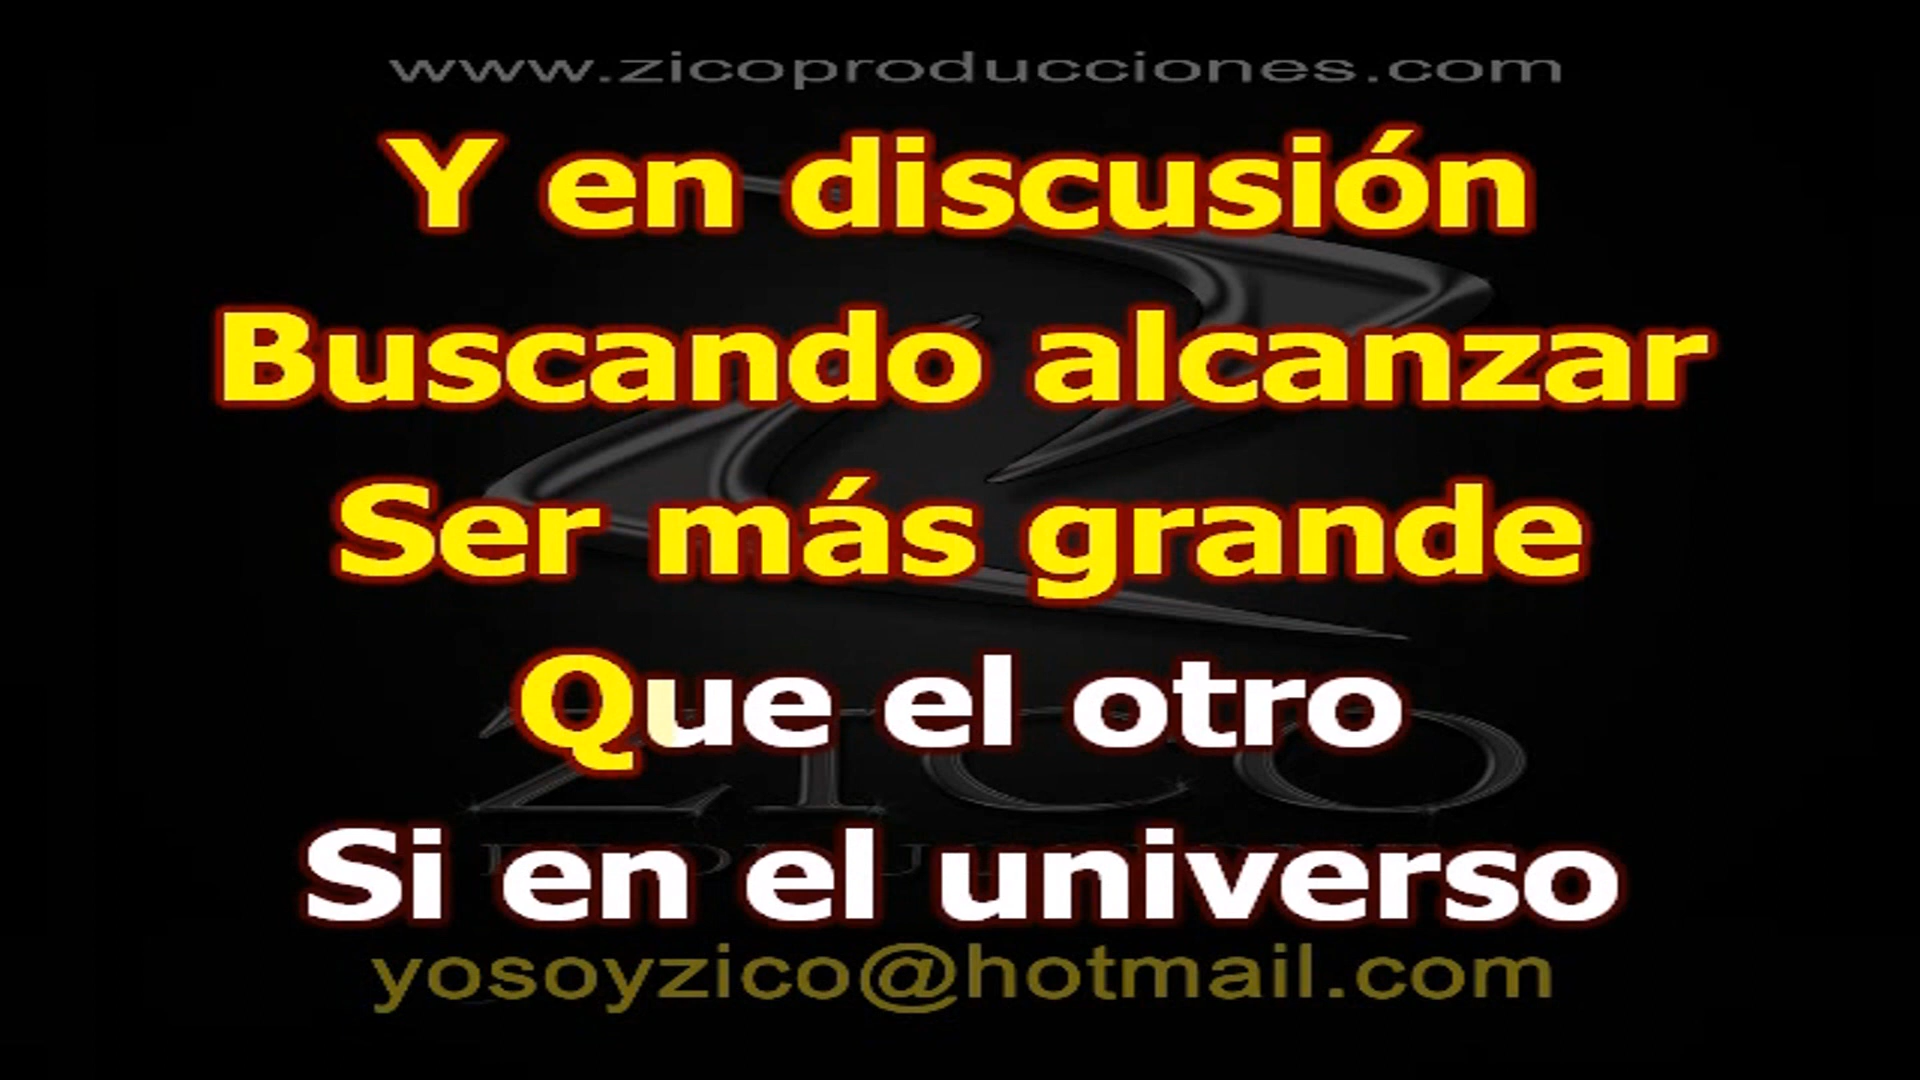 www.zicoproducciones.com
Y en discusión
Buscando alcanzar
Ser más grande
Que el otro
ZICO
Si en el universo
yosoyzico@hotmail.com